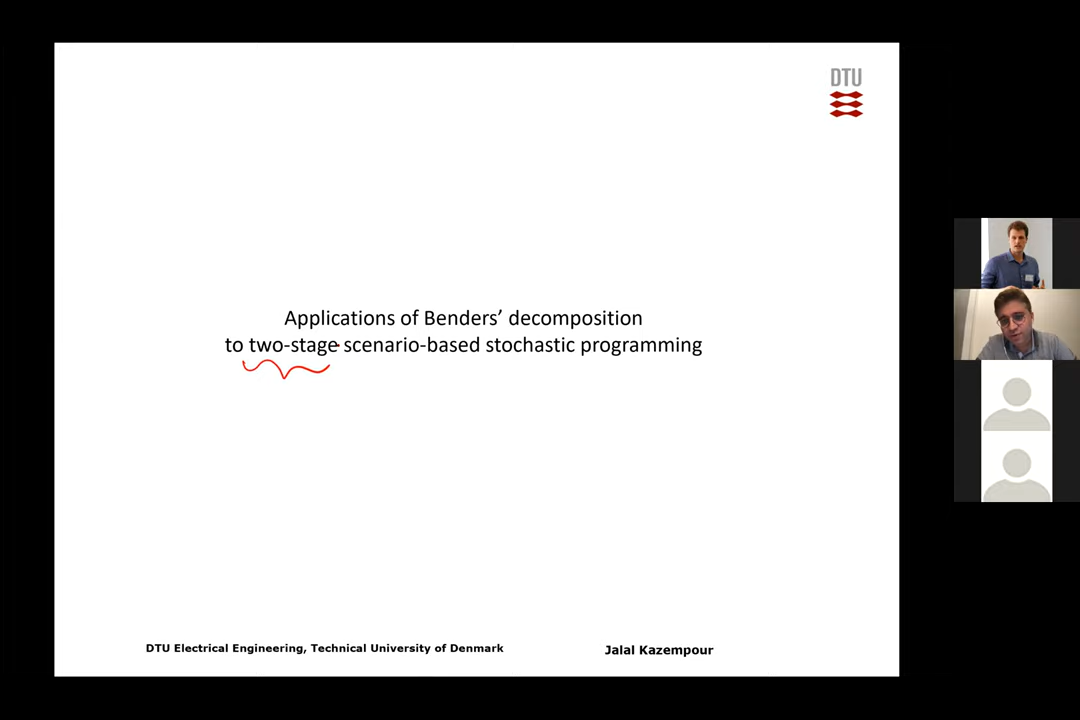 DTU
Applications of Benders’ decomposition
to two-stage scenario-based stochastic programming
DTU Electrical Engineering, Technical University of Denmark
Jalal Kazempour